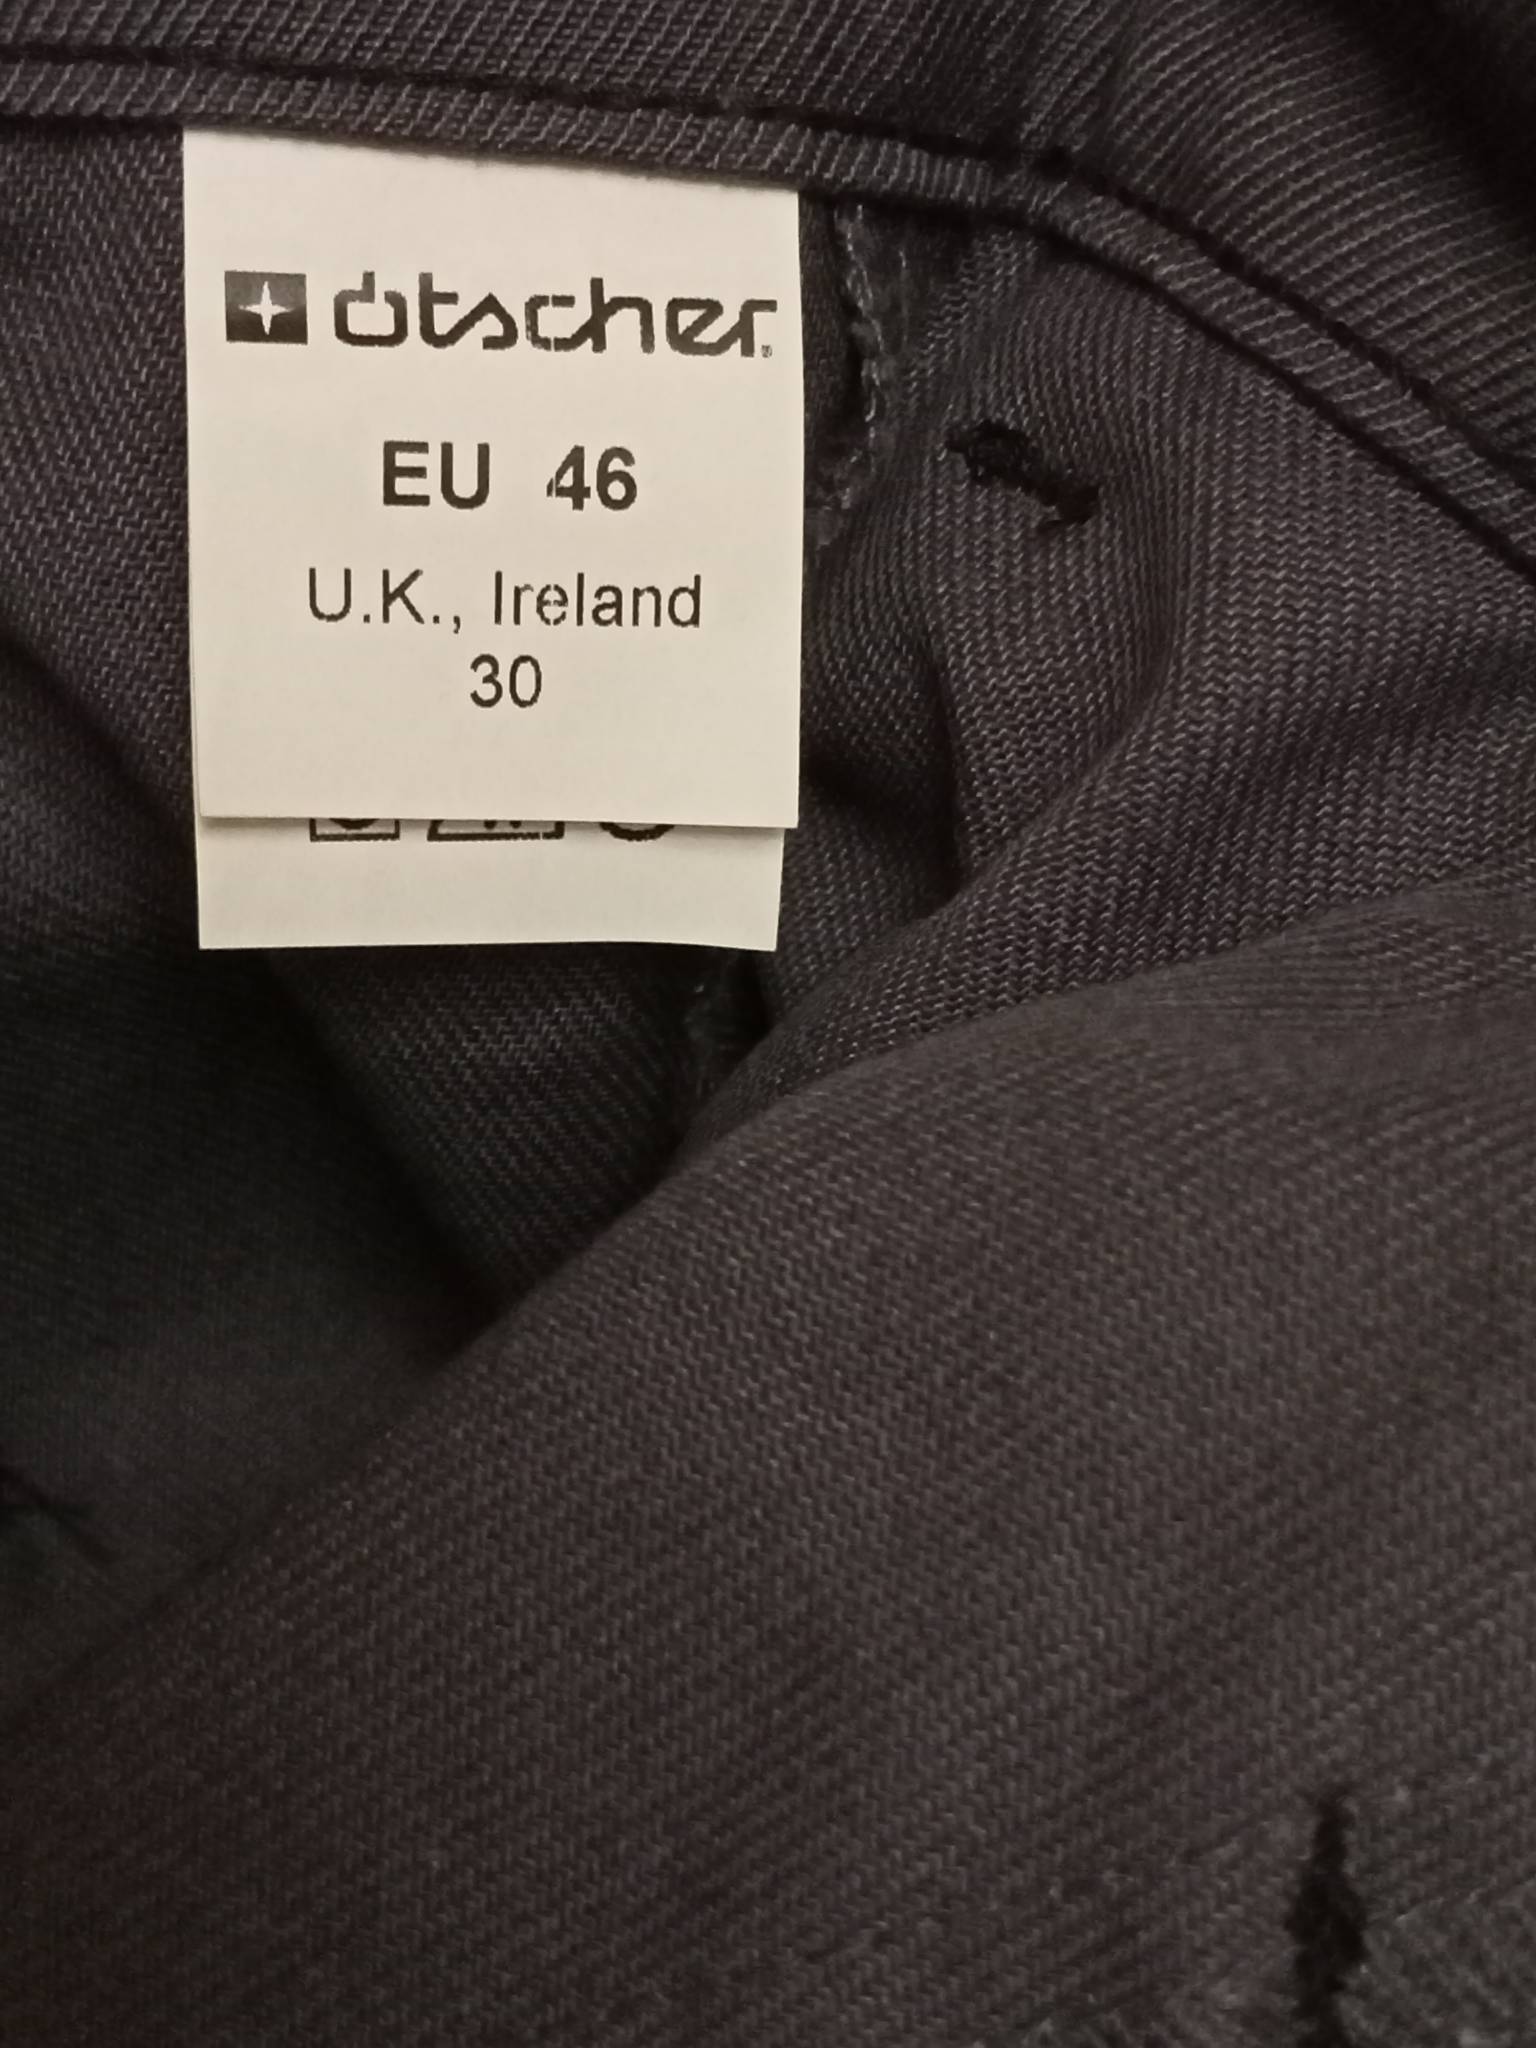 ötscher®
EU 46
U.K., Ireland
30